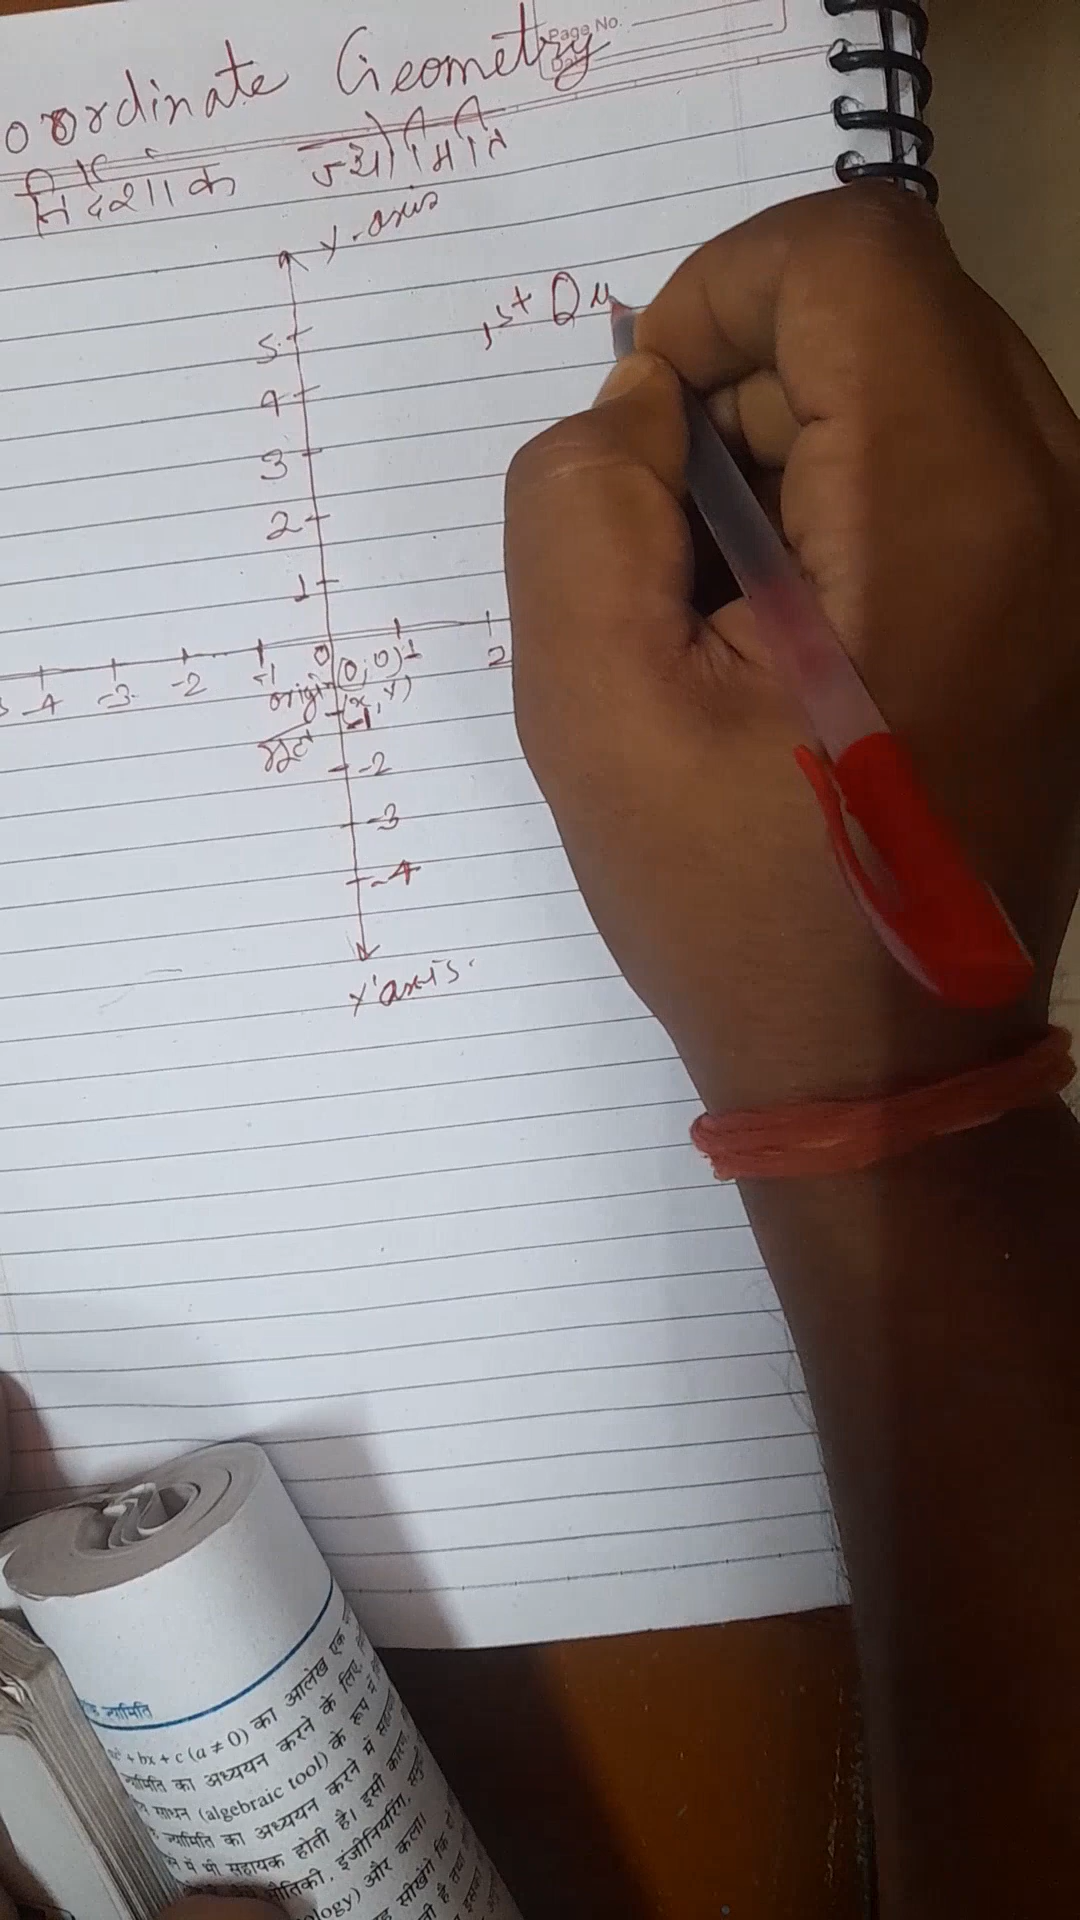 Page No.
Coordinate Geometry
निर्देशांक ज्यामिति
Y-axis
1st Qu
5
4
3
2
1
0
-4 -3 -2 -1 (0,0) 1 2
origin (x, y)
मूल -1
-2
-3
-4
Y'axis
ज्यामिति
+ bx + c (a ≠ 0) का आलेख एक
का अध्ययन करने के लिए,
साधन (algebraic tool) के रूप में
ज्यामिति का अध्ययन करने में
में भी सहायक होती है। इसी कारण
भौतिकी, इंजीनियरिंग,
और कला।
सीखेंगे कि